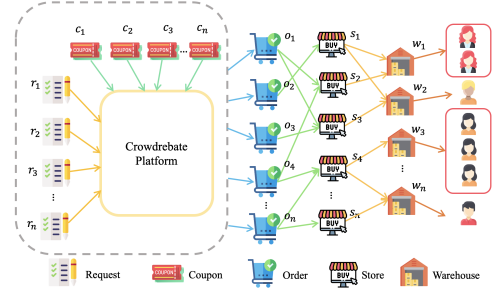 c1 c2 c3 ... cn
COUPON COUPON COUPON COUPON
r1
r2
r3
⋮
rn
Crowdrebate
Platform
o1
o2
o3
o4
⋮
on
BUY
BUY
BUY
BUY
BUY
s1
s2
s3
s4
⋮
sn
w1
w2
w3
⋮
wn
Request
COUPON
Coupon
Order
BUY
Store
Warehouse